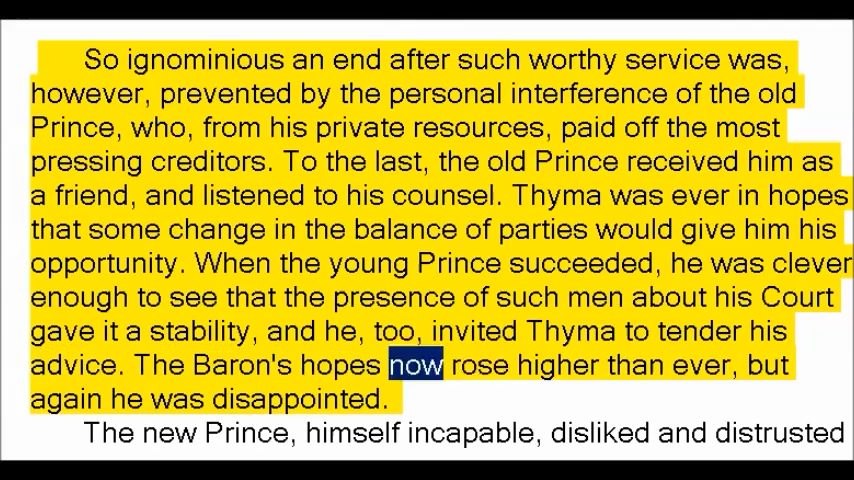 So ignominious an end after such worthy service was,
however, prevented by the personal interference of the old
Prince, who, from his private resources, paid off the most
pressing creditors. To the last, the old Prince received him as
a friend, and listened to his counsel. Thyma was ever in hopes
that some change in the balance of parties would give him his
opportunity. When the young Prince succeeded, he was clever
enough to see that the presence of such men about his Court
gave it a stability, and he, too, invited Thyma to tender his
advice. The Baron's hopes now rose higher than ever, but
again he was disappointed.
The new Prince, himself incapable, disliked and distrusted